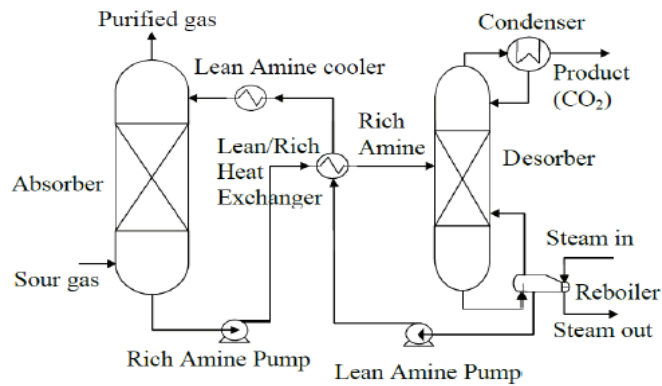 Purified gas
Condenser
Lean Amine cooler
Product
(CO₂)
Rich
Amine
Lean/Rich
Heat
Exchanger
Desorber
Absorber
Steam in
Sour gas
Reboiler
Steam out
Rich Amine Pump
Lean Amine Pump